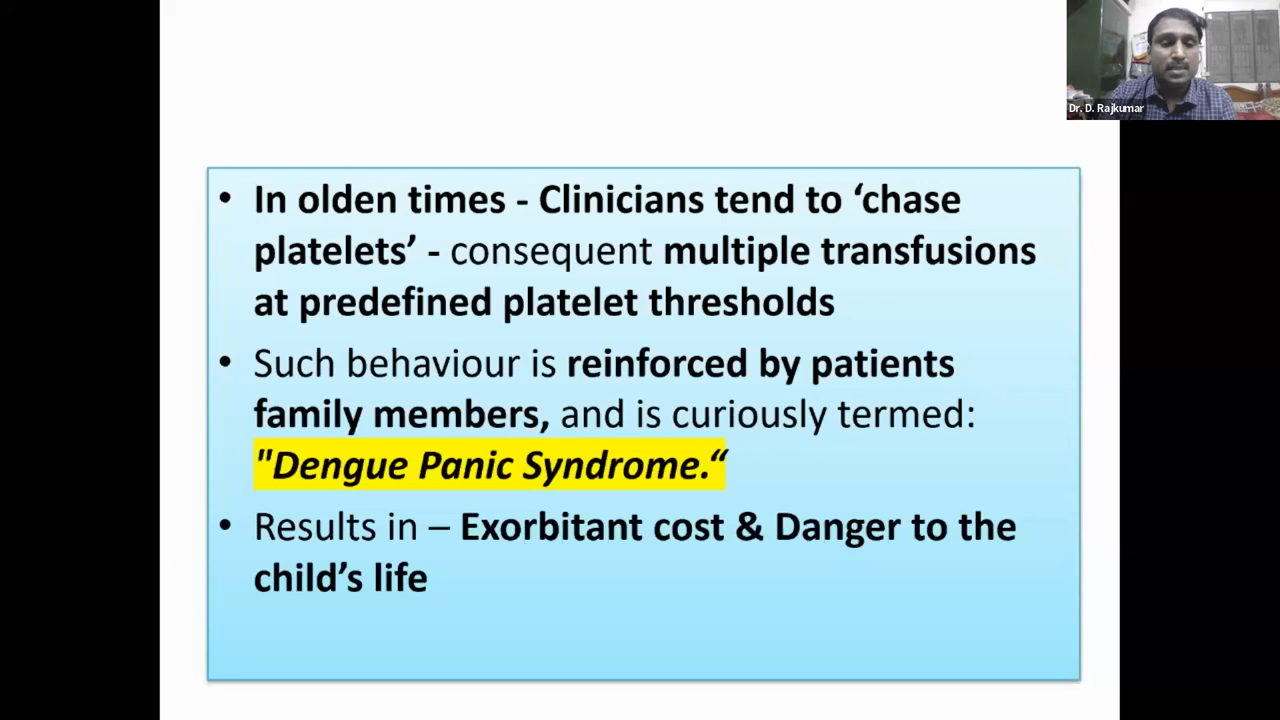 Dr. D. Rajkumar
• In olden times - Clinicians tend to ‘chase
platelets’ - consequent multiple transfusions
at predefined platelet thresholds
• Such behaviour is reinforced by patients
family members, and is curiously termed:
"Dengue Panic Syndrome.“
• Results in – Exorbitant cost & Danger to the
child’s life